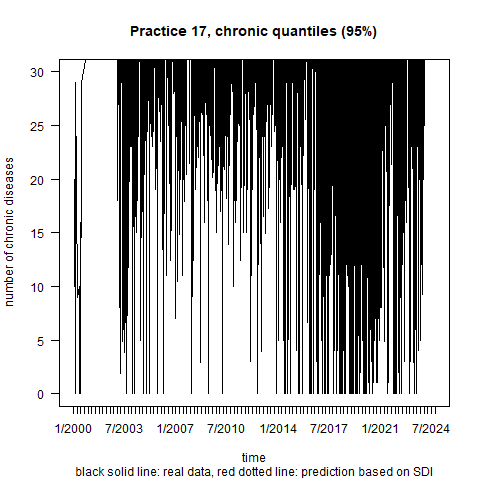 Practice 17, chronic quantiles (95%)
number of chronic diseases
30
25
20
15
10
5
0
1/2000 7/2003 1/2007 7/2010 1/2014 7/2017 1/2021 7/2024
time
black solid line: real data, red dotted line: prediction based on SDI